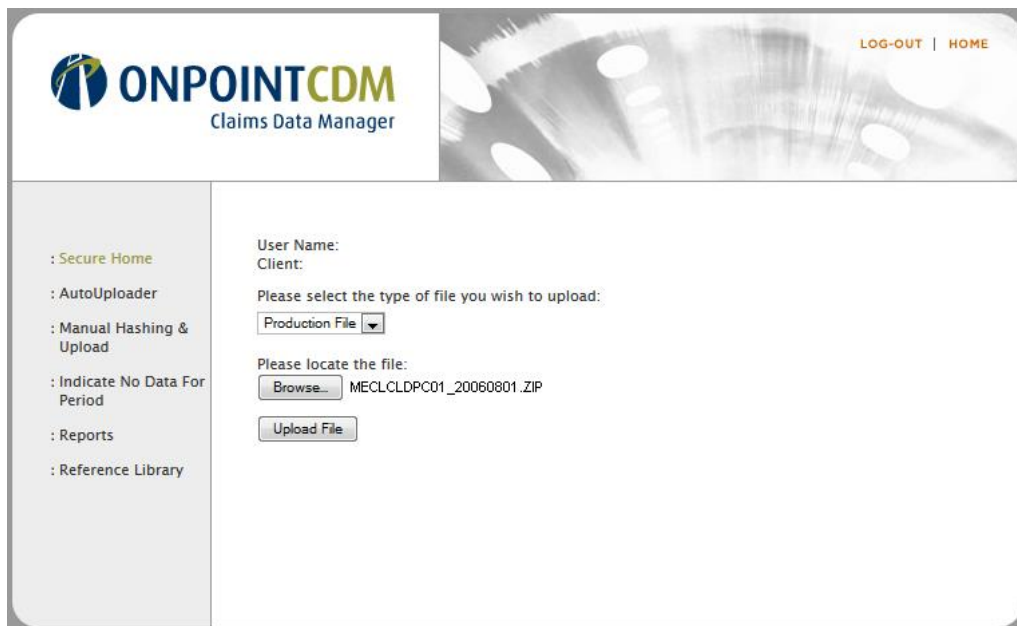 LOG-OUT | HOME
ONPOINTCDM
Claims Data Manager
: Secure Home
: AutoUploader
: Manual Hashing &
Upload
: Indicate No Data For
Period
: Reports
: Reference Library
User Name:
Client:
Please select the type of file you wish to upload:
Production File
Please locate the file:
Browse... MECLCLDPC01_20060801.ZIP
Upload File